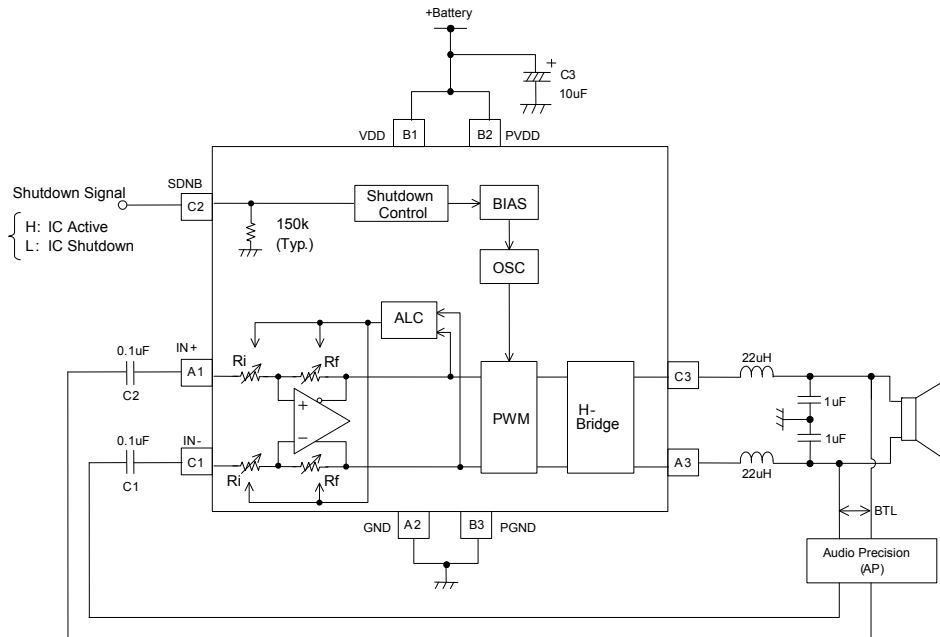 +Battery
+
C3
10uF
VDD
B1
B2
PVDD
SDNB
Shutdown Signal
C2
H: IC Active
L: IC Shutdown
150k
(Typ.)
Shutdown
Control
BIAS
OSC
ALC
0.1uF
IN+
A1
C2
Ri
Rf
+
−
0.1uF
IN-
C1
C1
Ri
Rf
PWM
H-
Bridge
C3
22uH
1uF
1uF
A3
22uH
GND
A2
B3
PGND
BTL
Audio Precision
(AP)